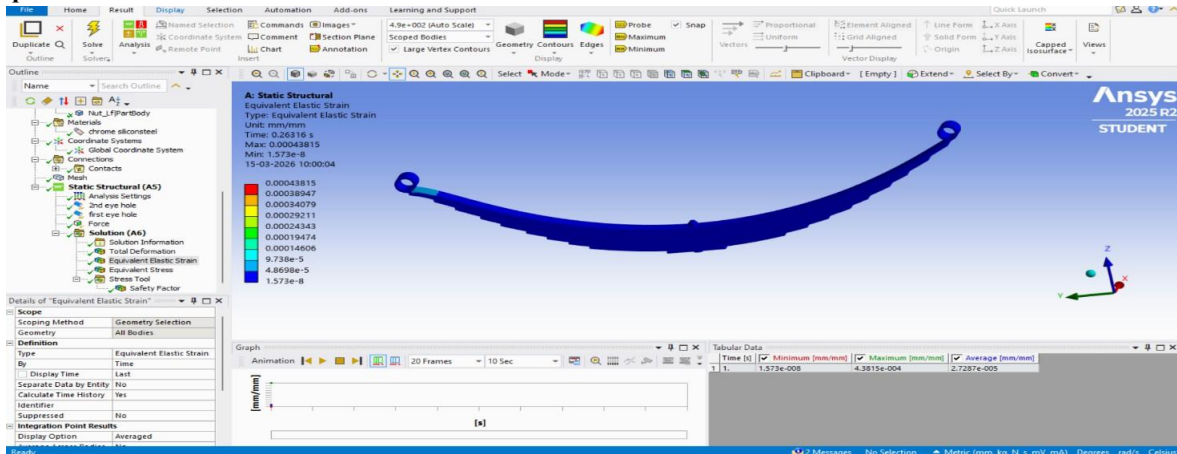 File Home Result Display Selection Automation Add-ons Learning and Support Quick Launch
Duplicate Q Solve Analysis Named Selection Coordinate System Remote Point Commands Comment Chart Images Section Plane Annotation 4.9e+002 (Auto Scale) Scoped Bodies Large Vertex Contours Geometry Contours Edges Probe Maximum Minimum Snap Vectors Proportional Uniform Element Aligned Grid Aligned Line Form Solid Form Origin X Axis Y Axis Z Axis Capped Isosurface Views
Outline Solver Insert Display Vector Display
Outline
Name Search Outline
Select Mode Clipboard [ Empty ] Extend Select By Convert
Nut_Lf|PartBody
Materials
chrome siliconsteel
Coordinate Systems
Global Coordinate System
Connections
Contacts
Mesh
Static Structural (A5)
Analysis Settings
2nd eye hole
first eye hole
Force
Solution (A6)
Solution Information
Total Deformation
Equivalent Elastic Strain
Equivalent Stress
Stress Tool
Safety Factor
A: Static Structural
Equivalent Elastic Strain
Type: Equivalent Elastic Strain
Unit: mm/mm
Time: 0.26316 s
Max: 0.00043815
Min: 1.573e-8
15-03-2026 10:00:04
0.00043815
0.00038947
0.00034079
0.00029211
0.00024343
0.00019474
0.00014606
9.738e-5
4.8698e-5
1.573e-8
Ansys
2025 R2
STUDENT
Z
X
Y
Details of "Equivalent Elastic Strain"
Scope
Scoping Method Geometry Selection
Geometry All Bodies
Definition
Type Equivalent Elastic Strain
By Time
Display Time Last
Separate Data by Entity No
Calculate Time History Yes
Identifier
Suppressed No
Integration Point Results
Display Option Averaged
Graph
Animation 20 Frames 10 Sec
[mm/mm]
[s]
Tabular Data
Time [s] Minimum [mm/mm] Maximum [mm/mm] Average [mm/mm]
1 1. 1.573e-008 4.3815e-004 2.7287e-005
Ready 2 Messages No Selection Metric (mm, kg, N, s, mV, mA) Degrees rad/s Celsius